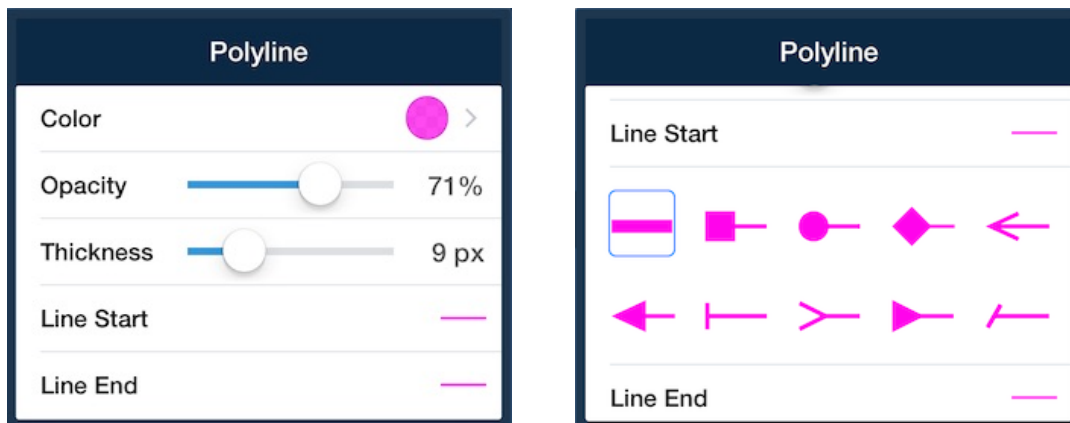 Polyline
Color
Opacity 71%
Thickness 9 px
Line Start
Line End
Polyline
Line Start
Line End